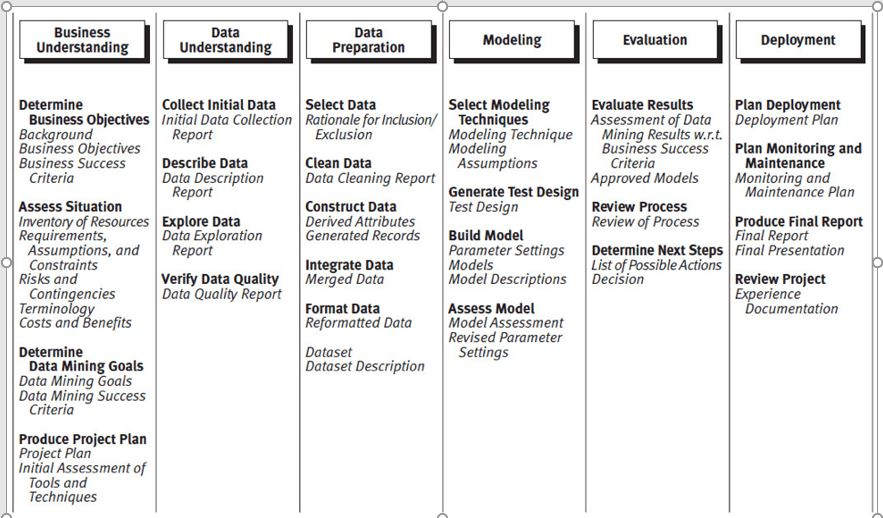 Business
Understanding
Data
Understanding
Data
Preparation
Modeling
Evaluation
Deployment
Determine
Business Objectives
Background
Business Objectives
Business Success
Criteria
Assess Situation
Inventory of Resources
Requirements,
Assumptions, and
Constraints
Risks and
Contingencies
Terminology
Costs and Benefits
Determine
Data Mining Goals
Data Mining Goals
Data Mining Success
Criteria
Produce Project Plan
Project Plan
Initial Assessment of
Tools and
Techniques
Collect Initial Data
Initial Data Collection
Report
Describe Data
Data Description
Report
Explore Data
Data Exploration
Report
Verify Data Quality
Data Quality Report
Select Data
Rationale for Inclusion/
Exclusion
Clean Data
Data Cleaning Report
Construct Data
Derived Attributes
Generated Records
Integrate Data
Merged Data
Format Data
Reformatted Data
Dataset
Dataset Description
Select Modeling
Techniques
Modeling Technique
Modeling
Assumptions
Generate Test Design
Test Design
Build Model
Parameter Settings
Models
Model Descriptions
Assess Model
Model Assessment
Revised Parameter
Settings
Evaluate Results
Assessment of Data
Mining Results w.r.t.
Business Success
Criteria
Approved Models
Review Process
Review of Process
Determine Next Steps
List of Possible Actions
Decision
Plan Deployment
Deployment Plan
Plan Monitoring and
Maintenance
Monitoring and
Maintenance Plan
Produce Final Report
Final Report
Final Presentation
Review Project
Experience
Documentation